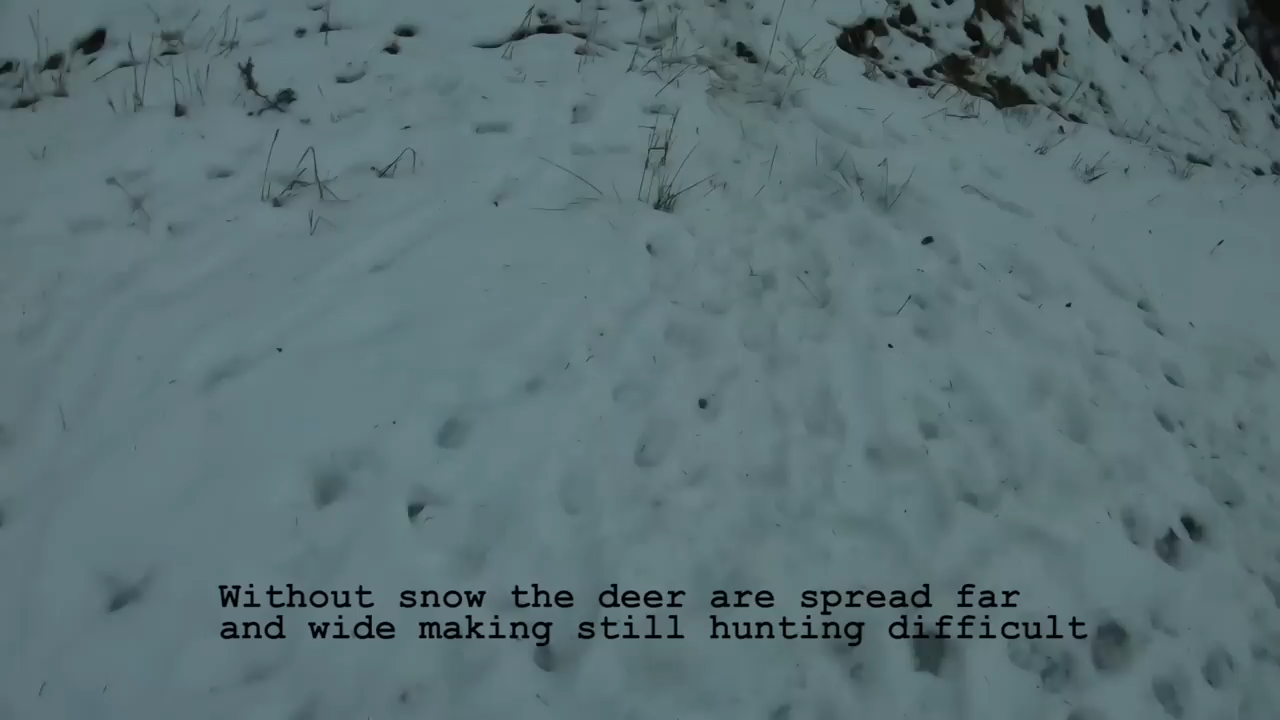 Without snow the deer are spread far
and wide making still hunting difficult